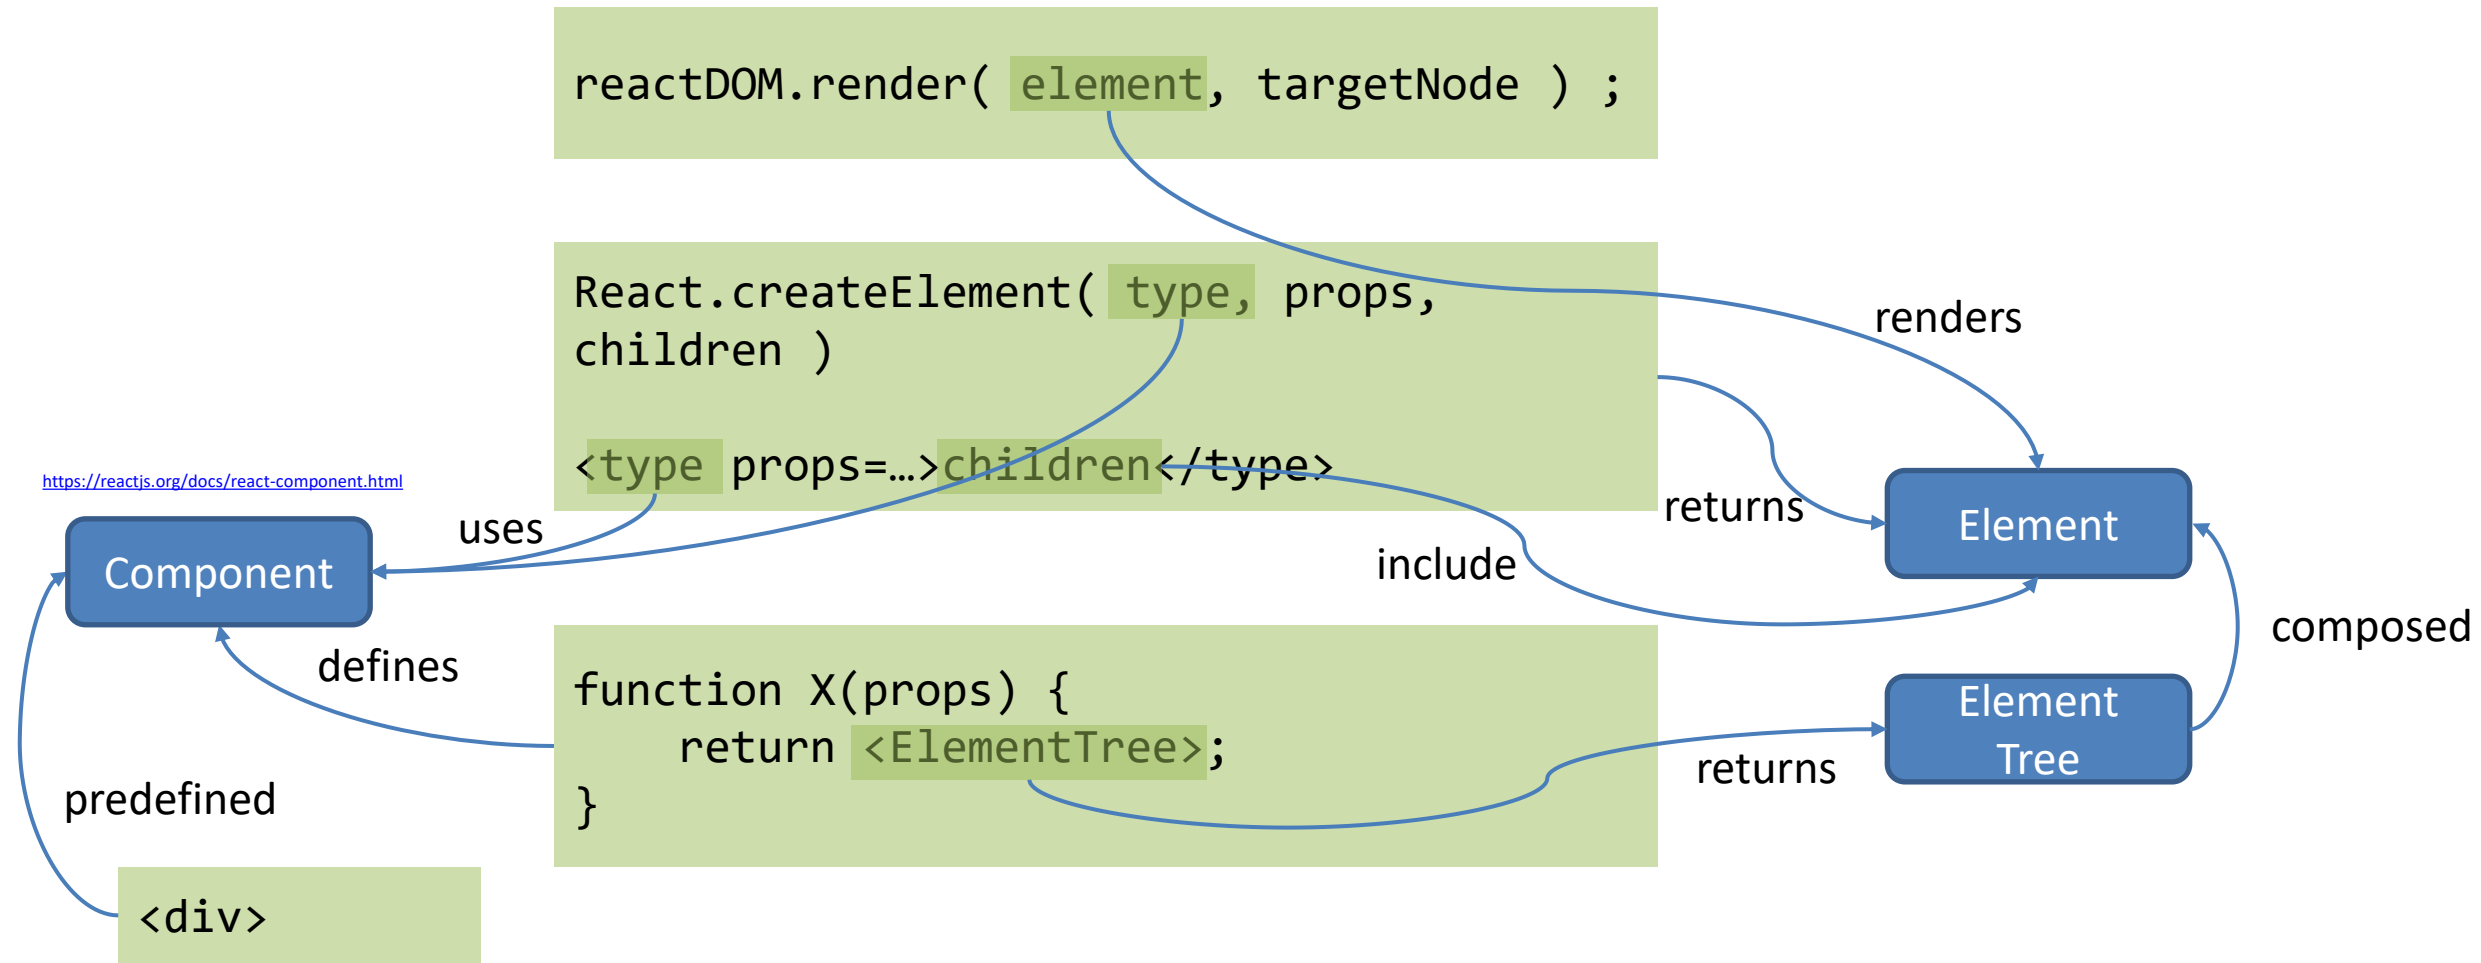 reactDOM.render( element, targetNode ) ;
React.createElement( type, props,
children )
renders
<type props=…>children</type>
https://reactjs.org/docs/react-component.html
uses
returns
Element
Component
include
composed
defines
function X(props) {
return <ElementTree>;
}
returns
Element
Tree
predefined
<div>